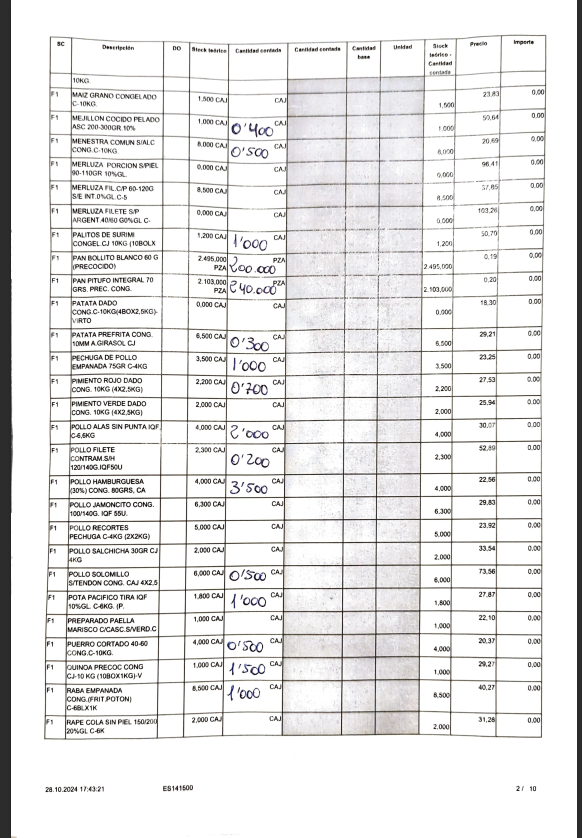 SC Descripción DO Stock teórico Cantidad contada Cantidad contada Cantidad base Unidad Stock teórico - Cantidad contada Precio Importe
10KG.
F1 MAIZ GRANO CONGELADO 1,500 CAJ CAJ 1,500 23,83 0,00
C-10KG.
F1 MEJILLON COCIDO PELADO 1,000 CAJ 0'400 CAJ 1,000 50,64 0,00
ASC 200-300GR.10%
F1 MENESTRA COMUN S/ALC 8,000 CAJ 0'500 CAJ 8,000 20,69 0,00
CONG.C-10KG.
F1 MERLUZA PORCION S/PIEL 0,000 CAJ CAJ 0,000 96,41 0,00
90-110GR 10%GL.
F1 MERLUZA FIL.C/P 60-120G 8,500 CAJ CAJ 8,500 37,85 0,00
S/E INT.0%GL.C-5
F1 MERLUZA FILETE S/P 0,000 CAJ CAJ 0,000 103,26 0,00
ARGENT.40/60 G0%GL C-
F1 PALITOS DE SURIMI 1,200 CAJ 1'000 CAJ 1,200 50,70 0,00
CONGEL CJ 10KG (10BOLX
F1 PAN BOLLITO BLANCO 60 G 2.495,000 PZA 200.000 PZA 2.495,000 0,19 0,00
(PRECOCIDO)
F1 PAN PITUFO INTEGRAL 70 2.103,000 PZA 240.000 PZA 2.103,000 0,20 0,00
GRS. PREC. CONG.
F1 PATATA DADO 0,000 CAJ CAJ 0,000 18,30 0,00
CONG.C-10KG(4BOX2,5KG)-
VIRTO
F1 PATATA PREFRITA CONG. 6,500 CAJ 0'300 CAJ 6,500 29,21 0,00
10MM A.GIRASOL CJ
F1 PECHUGA DE POLLO 3,500 CAJ 1'000 CAJ 3,500 23,25 0,00
EMPANADA 75GR C-4KG
F1 PIMIENTO ROJO DADO 2,200 CAJ 0'700 CAJ 2,200 27,53 0,00
CONG. 10KG (4X2,5KG)
F1 PIMIENTO VERDE DADO 2,000 CAJ CAJ 2,000 25,94 0,00
CONG. 10KG (4X2,5KG)
F1 POLLO ALAS SIN PUNTA IQF 4,000 CAJ 2'000 CAJ 4,000 30,07 0,00
C-6,6KG
F1 POLLO FILETE 2,300 CAJ 0'200 CAJ 2,300 52,89 0,00
CONTRAM.S/H
120/140G.IQF50U
F1 POLLO HAMBURGUESA 4,000 CAJ 3'500 CAJ 4,000 22,56 0,00
(30%) CONG. 80GRS, CA
F1 POLLO JAMONCITO CONG. 6,300 CAJ CAJ 6,300 29,83 0,00
100/140G. IQF 55U.
F1 POLLO RECORTES 5,000 CAJ CAJ 5,000 23,92 0,00
PECHUGA C-4KG (2X2KG)
F1 POLLO SALCHICHA 30GR CJ 2,000 CAJ CAJ 2,000 33,54 0,00
4KG
F1 POLLO SOLOMILLO 6,000 CAJ 0'500 CAJ 6,000 73,56 0,00
S/TENDON CONG. CAJ 4X2,5
F1 POTA PACIFICO TIRA IQF 1,800 CAJ 1'000 CAJ 1,800 27,87 0,00
10%GL. C-6KG. (P.
F1 PREPARADO PAELLA 1,000 CAJ CAJ 1,000 22,10 0,00
MARISCO C/CASC.S/VERD.C
F1 PUERRO CORTADO 40-60 4,000 CAJ 0'500 CAJ 4,000 20,37 0,00
CONG.C-10KG.
F1 QUINOA PRECOC CONG 1,000 CAJ 1'500 CAJ 1,000 29,27 0,00
CJ-10 KG (10BOX1KG)-V
F1 RABA EMPANADA 8,500 CAJ 1'000 CAJ 8,500 40,27 0,00
CONG.(FRIT.POTON)
C-6BLX1K
F1 RAPE COLA SIN PIEL 150/200 2,000 CAJ CAJ 2,000 31,28 0,00
20%GL C-6K
28.10.2024 17:43:21 ES141500 2 / 10